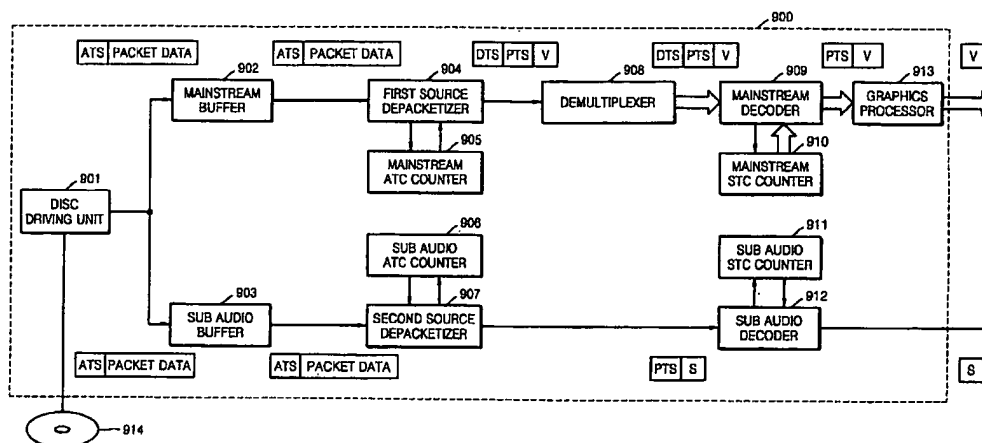 900
ATS PACKET DATA
ATS PACKET DATA
DTS PTS V
DTS PTS V
PTS V
V
902
MAINSTREAM
BUFFER
904
FIRST SOURCE
DEPACKETIZER
908
DEMULTIPLEXER
909
MAINSTREAM
DECODER
913
GRAPHICS
PROCESSOR
905
MAINSTREAM
ATC COUNTER
910
MAINSTREAM
STC COUNTER
901
DISC
DRIVING UNIT
906
SUB AUDIO
ATC COUNTER
911
SUB AUDIO
STC COUNTER
903
SUB AUDIO
BUFFER
907
SECOND SOURCE
DEPACKETIZER
912
SUB AUDIO
DECODER
ATS PACKET DATA
ATS PACKET DATA
PTS S
S
914